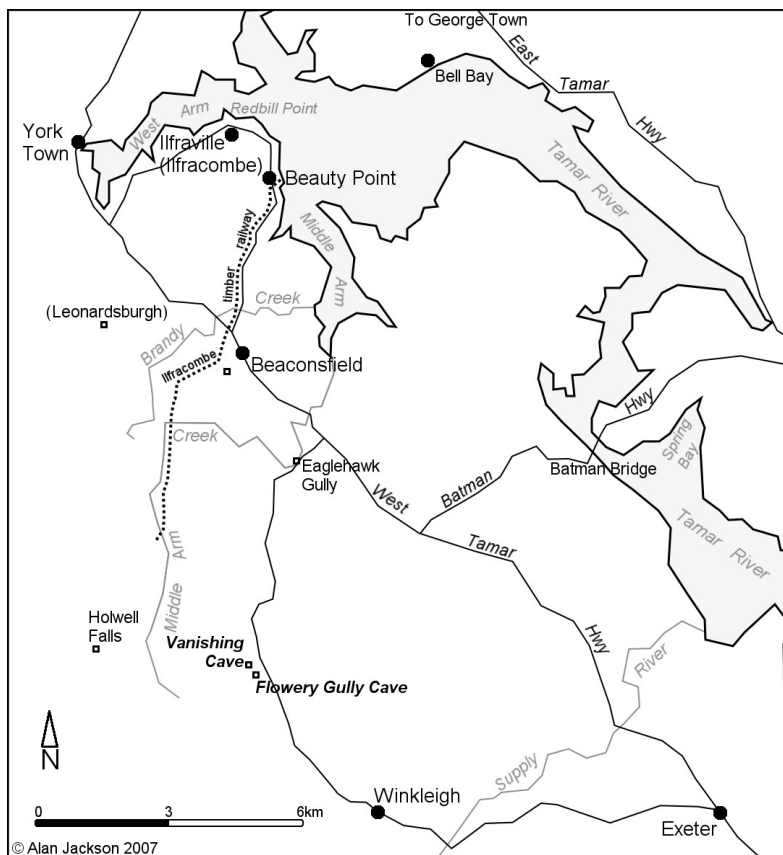 To George Town
East
Tamar
Hwy
Bell Bay
West Arm
Redbill Point
York
Town
Ilfraville
(Ilfracombe)
Beauty Point
Tamar River
Middle
Arm
railway
timber
Ilfracombe
(Leonardsburgh)
Brandy
Creek
Beaconsfield
Hwy
Batman
Batman Bridge
Spring
Bay
Creek
Eaglehawk
Gully
West
Tamar
Hwy
Tamar River
Middle Arm
Holwell
Falls
Vanishing
Cave
Flowery Gully Cave
River
Supply
N
Winkleigh
Exeter
0 3 6km
© Alan Jackson 2007